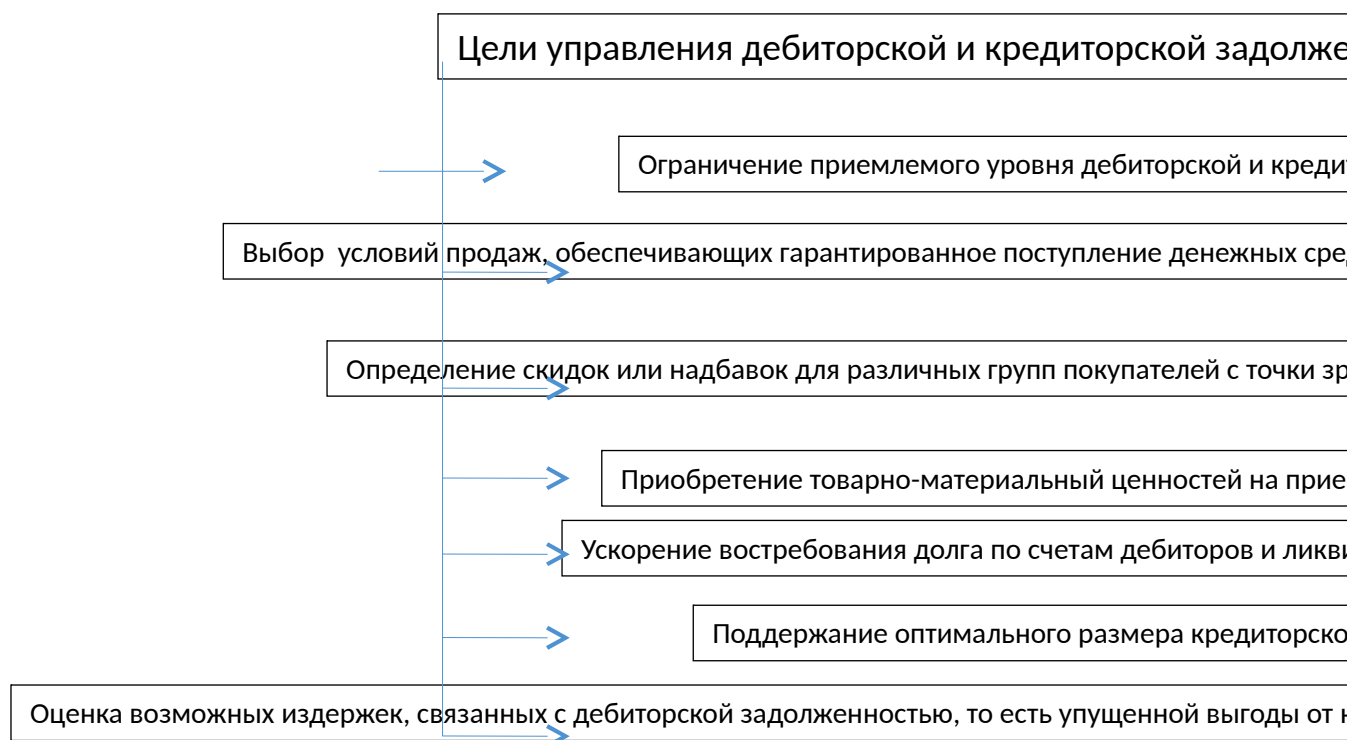 Цели управления дебиторской и кредиторской задолже
Ограничение приемлемого уровня дебиторской и креди
Выбор  условий продаж, обеспечивающих гарантированное поступление денежных сре
Определение скидок или надбавок для различных групп покупателей с точки зр
Приобретение товарно-материальный ценностей на прие
Ускорение востребования долга по счетам дебиторов и ликви
Поддержание оптимального размера кредиторско
Оценка возможных издержек, связанных с дебиторской задолженностью, то есть упущенной выгоды от н